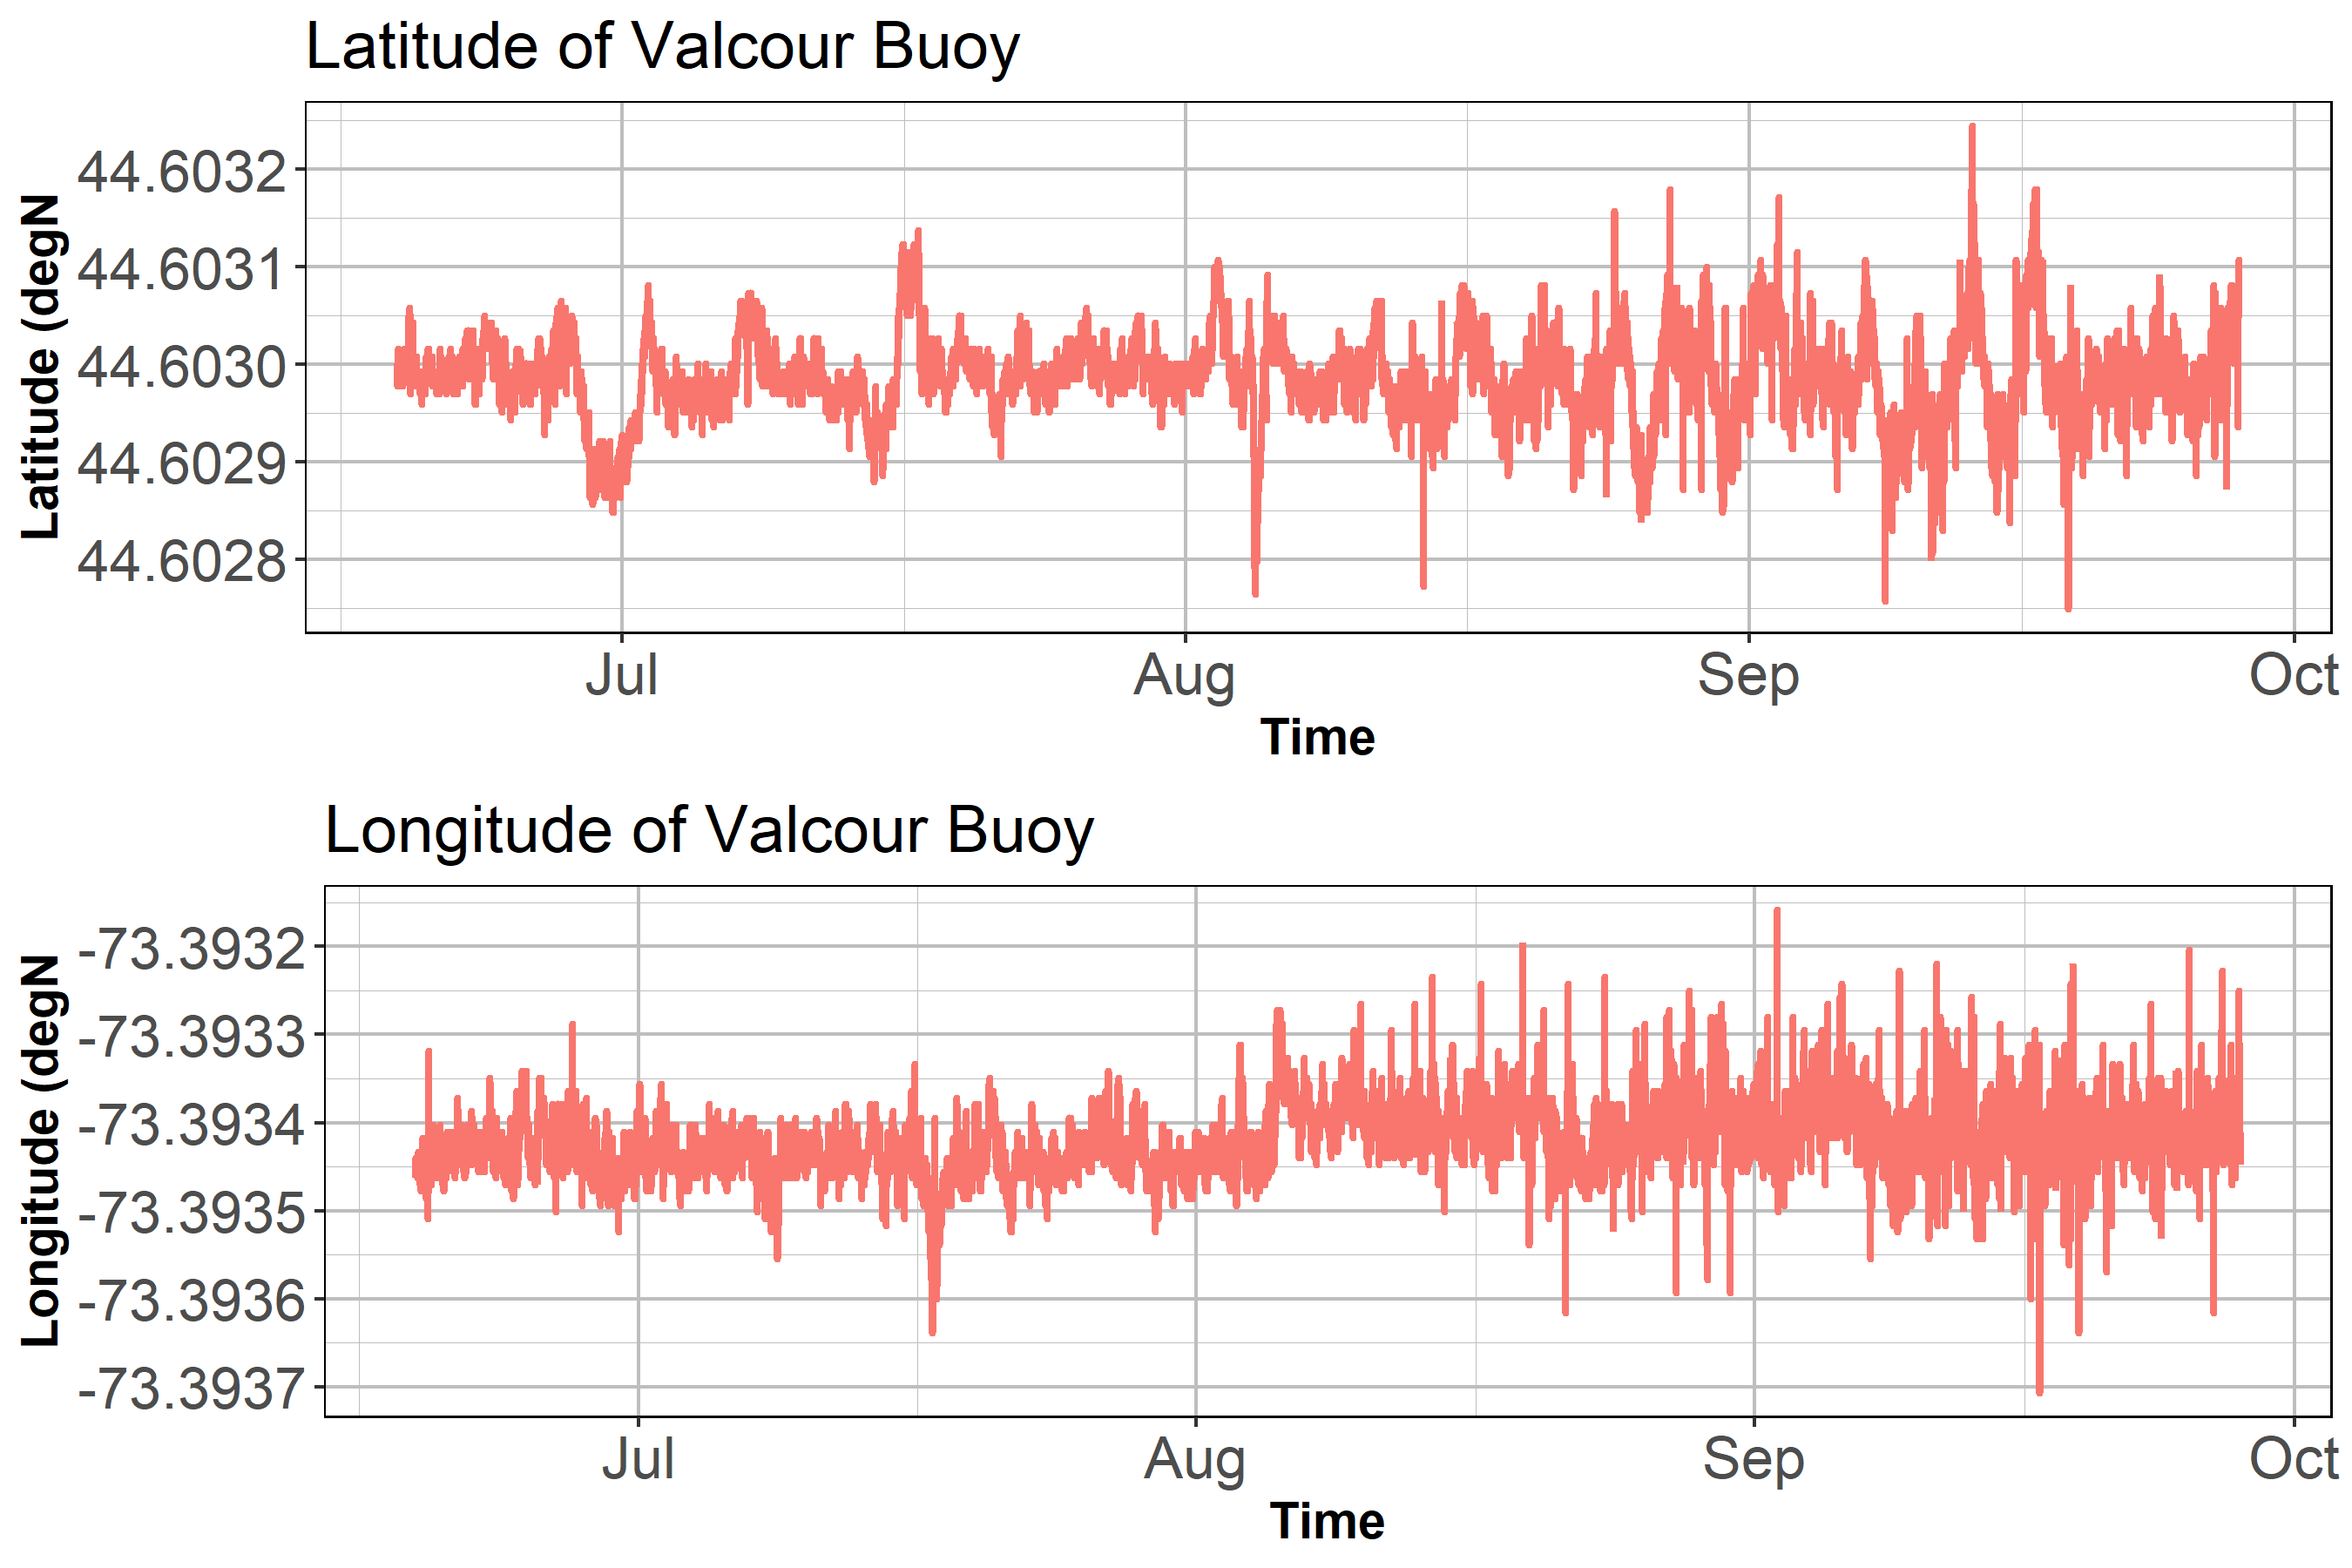 Latitude of Valcour Buoy
Latitude (degN
44.6032
44.6031
44.6030
44.6029
44.6028
Jul Aug Sep Oct
Time
Longitude of Valcour Buoy
Longitude (degN
-73.3932
-73.3933
-73.3934
-73.3935
-73.3936
-73.3937
Jul Aug Sep Oct
Time